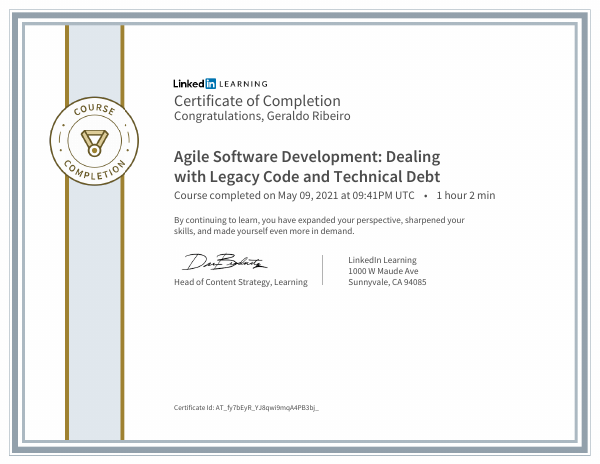 LinkedIn LEARNING
Certificate of Completion
Congratulations, Geraldo Ribeiro
COURSE
COMPLETION
Agile Software Development: Dealing
with Legacy Code and Technical Debt
Course completed on May 09, 2021 at 09:41PM UTC • 1 hour 2 min
By continuing to learn, you have expanded your perspective, sharpened your
skills, and made yourself even more in demand.
Head of Content Strategy, Learning
LinkedIn Learning
1000 W Maude Ave
Sunnyvale, CA 94085
Certificate Id: AT_fy7bEyR_YJ8qwi9mqA4PB3bj_